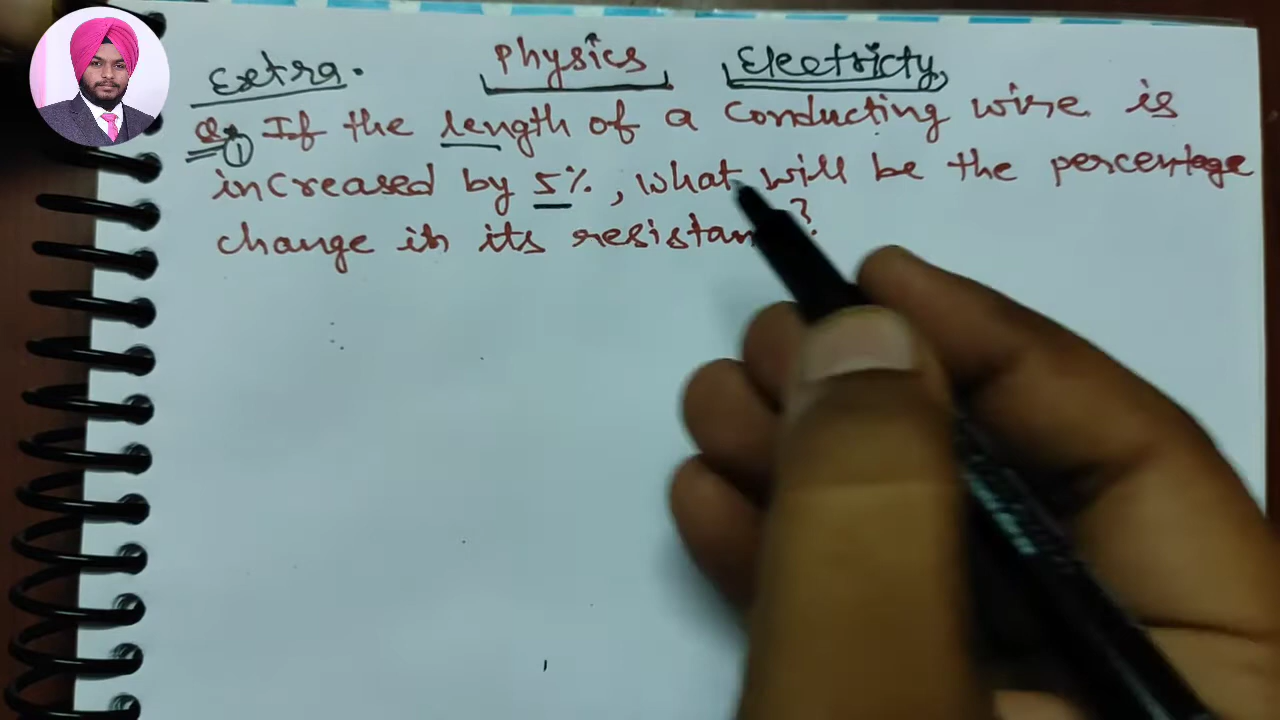 Extra. Physics Electricty
Q. 1 If the length of a conducting wire is
increased by 5%, what will be the percentage
change in its resistan ?